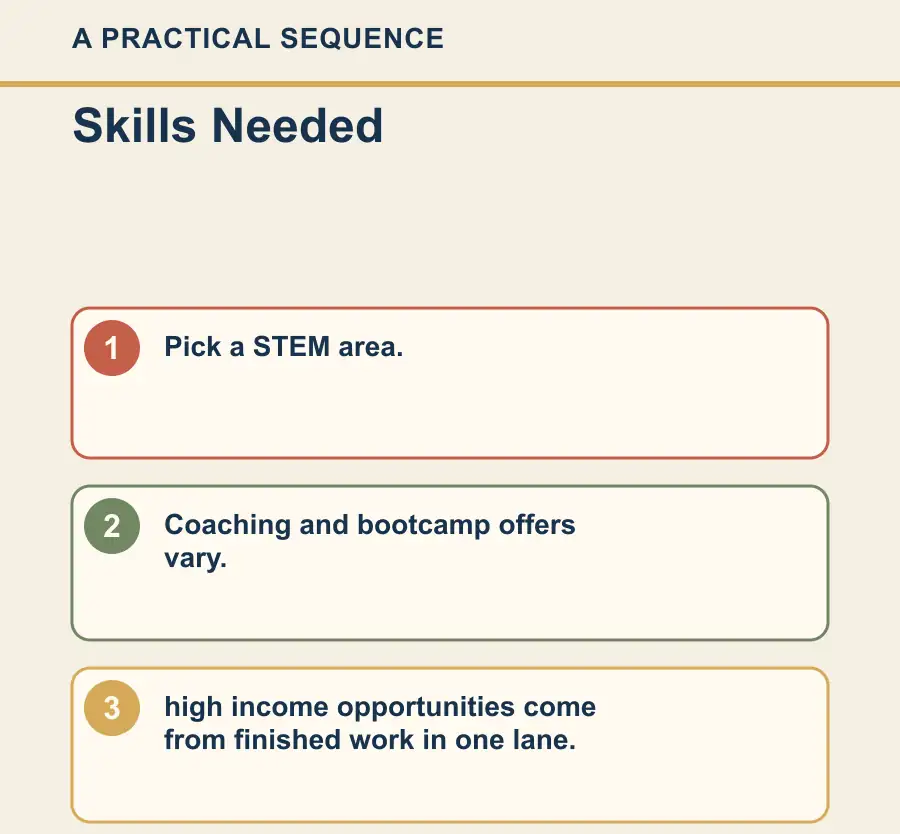 A PRACTICAL SEQUENCE
Skills Needed
1
Pick a STEM area.
2
Coaching and bootcamp offers
vary.
3
high income opportunities come
from finished work in one lane.